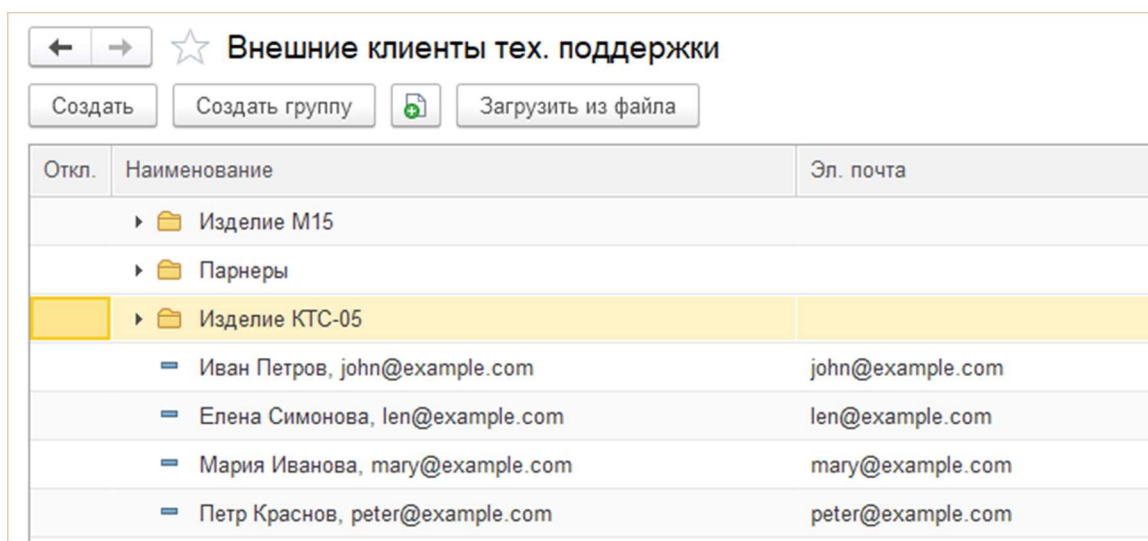 Внешние клиенты тех. поддержки
Создать Создать группу Загрузить из файла
Откл. Наименование Эл. почта
Изделие М15
Парнеры
Изделие КТС-05
Иван Петров, john@example.com john@example.com
Елена Симонова, len@example.com len@example.com
Мария Иванова, mary@example.com mary@example.com
Петр Краснов, peter@example.com peter@example.com